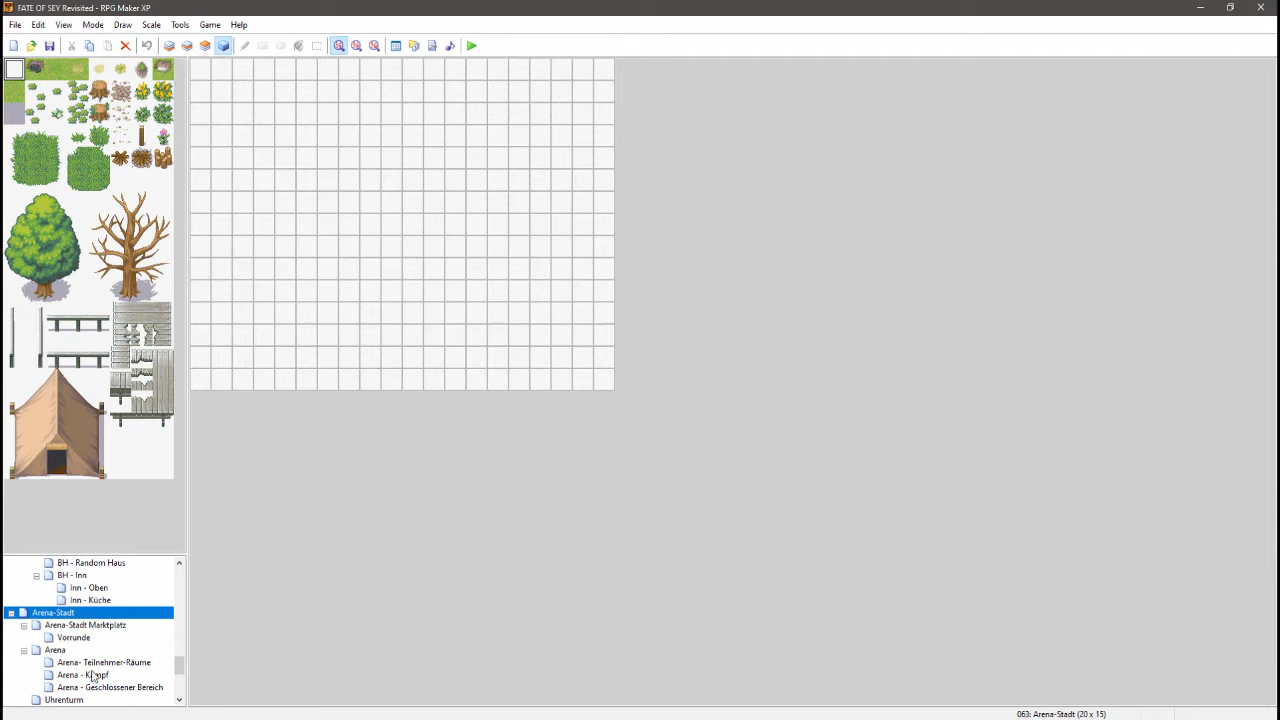 FATE OF SEY Revisited - RPG Maker XP
File Edit View Mode Draw Scale Tools Game Help
BH - Random Haus
BH - Inn
Inn - Oben
Inn - Küche
Arena-Stadt
Arena-Stadt Marktplatz
Vorrunde
Arena
Arena- Teilnehmer-Räume
Arena - Kampf
Arena - Geschlossener Bereich
Uhrenturm
063: Arena-Stadt (20 x 15)